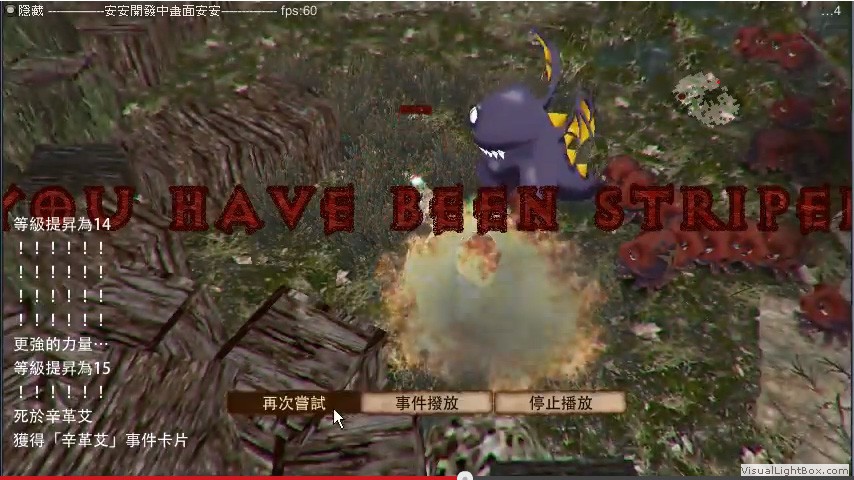 隐藏 ——————安安開發中畫面安安—————— fps:60
...4
YOU HAVE BEEN STRIPE
等級提昇為14
！！！！！！
！！！！！！
！！！！！！
！！！！！！
更強的力量…
等級提昇為15
！！！！！！
死於辛革艾
獲得「辛革艾」事件卡片
再次嘗試
事件撥放
停止播放
VisualLightBox.com